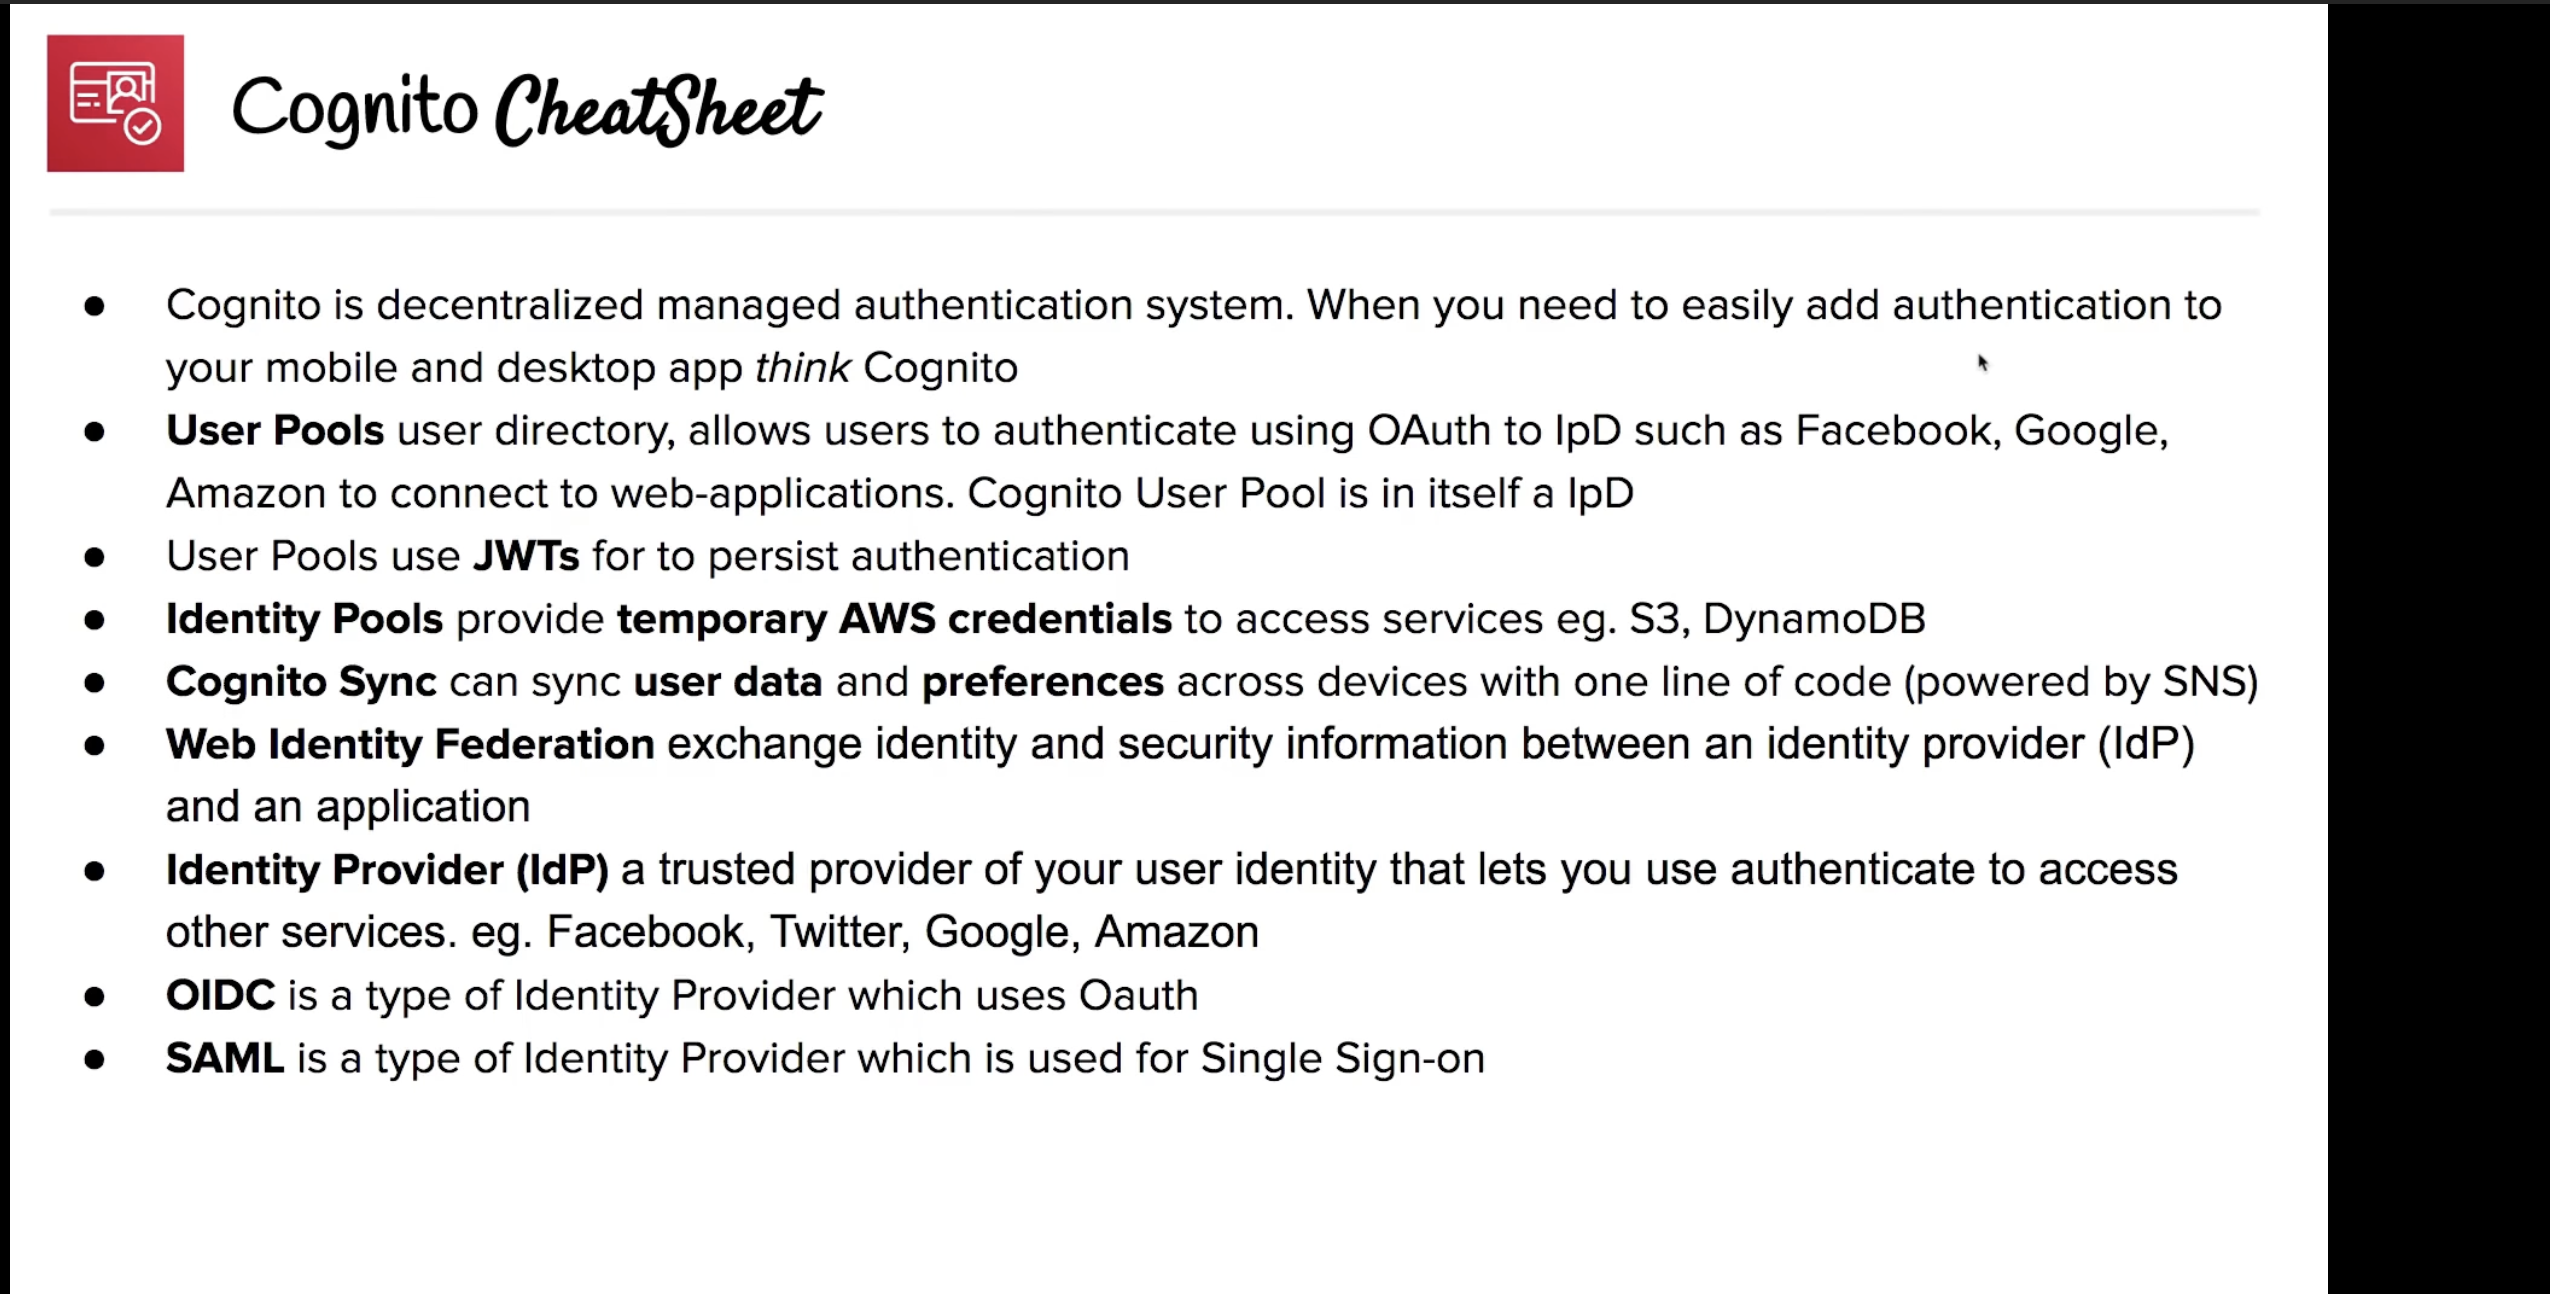 Cognito CheatSheet
● Cognito is decentralized managed authentication system. When you need to easily add authentication to
your mobile and desktop app think Cognito
● User Pools user directory, allows users to authenticate using OAuth to IpD such as Facebook, Google,
Amazon to connect to web-applications. Cognito User Pool is in itself a IpD
● User Pools use JWTs for to persist authentication
● Identity Pools provide temporary AWS credentials to access services eg. S3, DynamoDB
● Cognito Sync can sync user data and preferences across devices with one line of code (powered by SNS)
● Web Identity Federation exchange identity and security information between an identity provider (IdP)
and an application
● Identity Provider (IdP) a trusted provider of your user identity that lets you use authenticate to access
other services. eg. Facebook, Twitter, Google, Amazon
● OIDC is a type of Identity Provider which uses Oauth
● SAML is a type of Identity Provider which is used for Single Sign-on